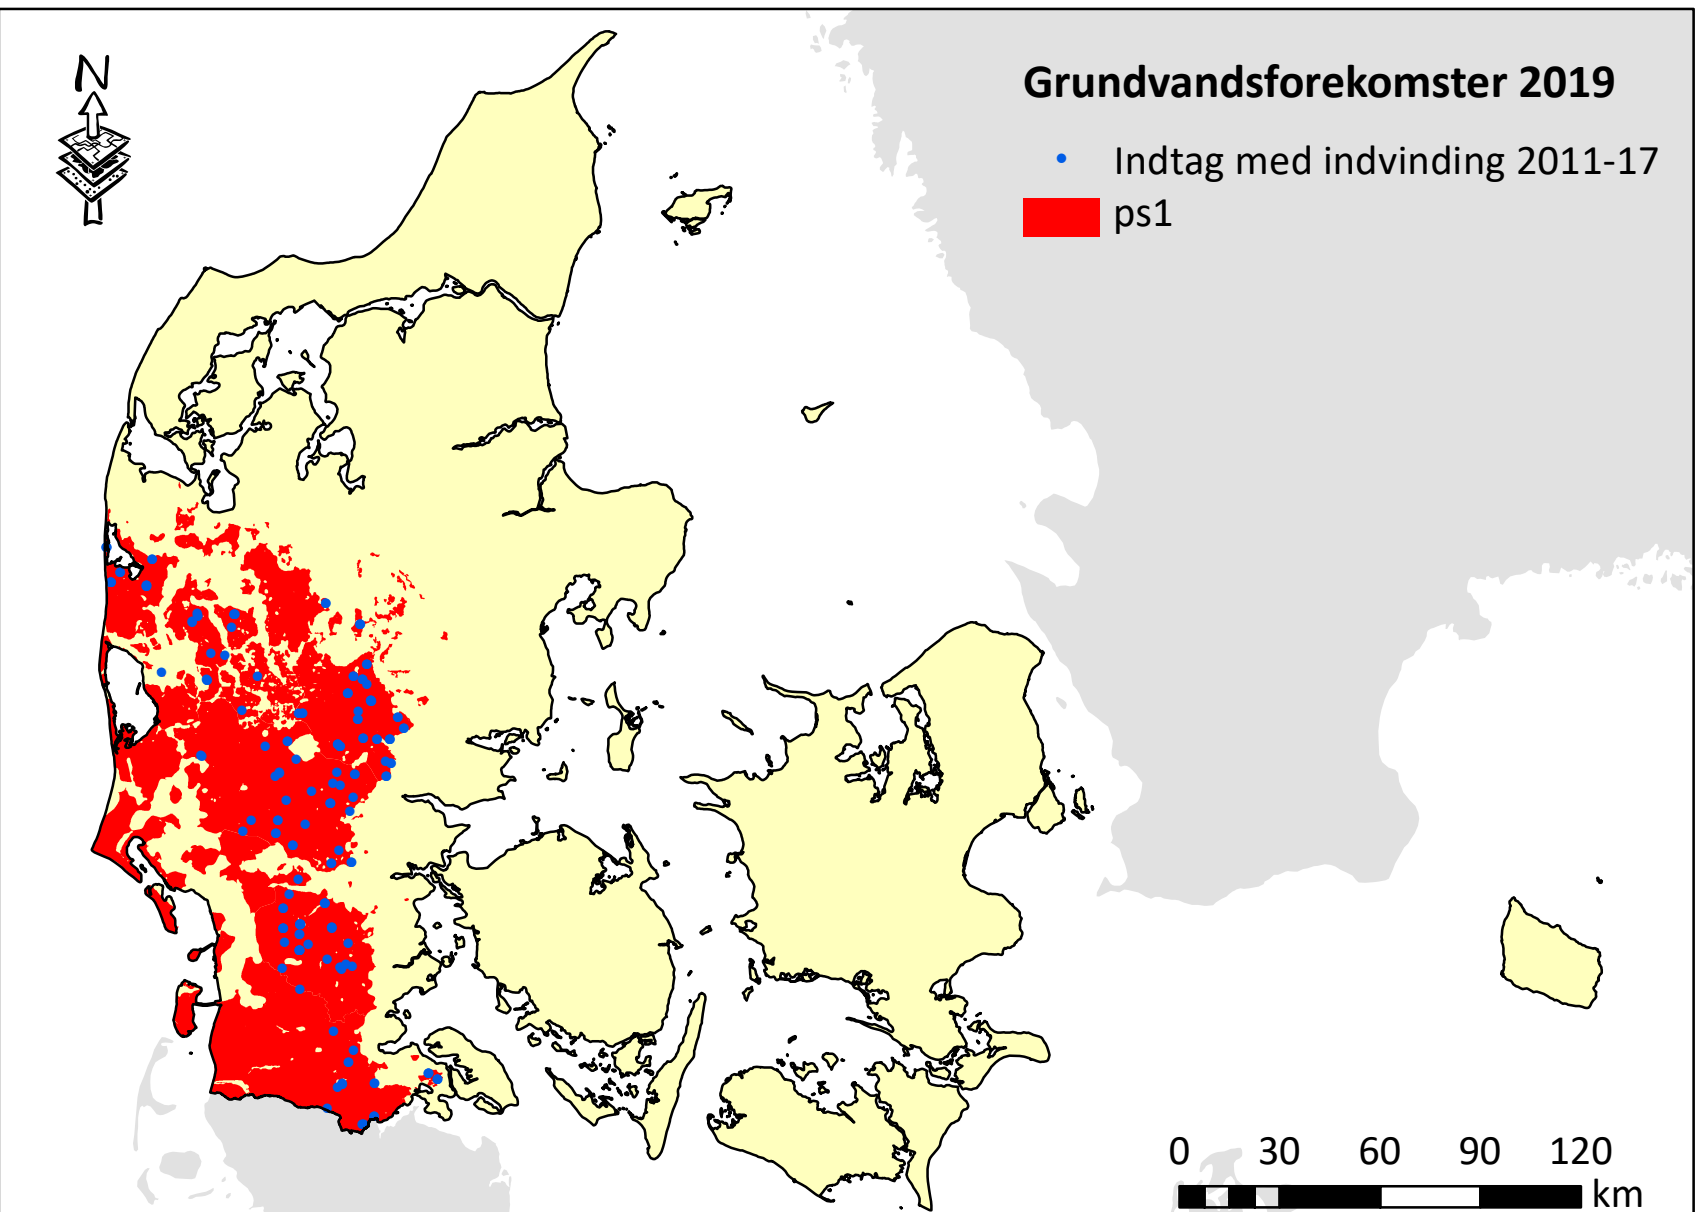 N
Grundvandsforekomster 2019
Indtag med indvinding 2011-17
ps1
0 30 60 90 120
km